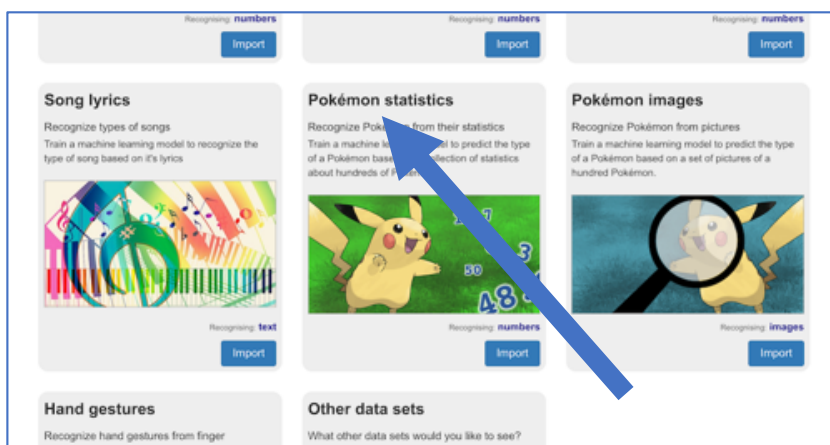 Recognising: numbers
Recognising: numbers
Recognising: numbers
Import
Import
Import
Song lyrics
Recognize types of songs
Train a machine learning model to recognize the
type of song based on it's lyrics
Recognising: text
Import
Pokémon statistics
Recognize from their statistics
Train a machine to predict the type
of a Pokémon collection of statistics
about hundreds of
1 7
50
3
48
Recognising: numbers
Import
Pokémon images
Recognize Pokémon from pictures
Train a machine learning model to predict the type
of a Pokémon based on a set of pictures of a
hundred Pokémon.
Recognising: images
Import
Hand gestures
Recognize hand gestures from finger
Other data sets
What other data sets would you like to see?